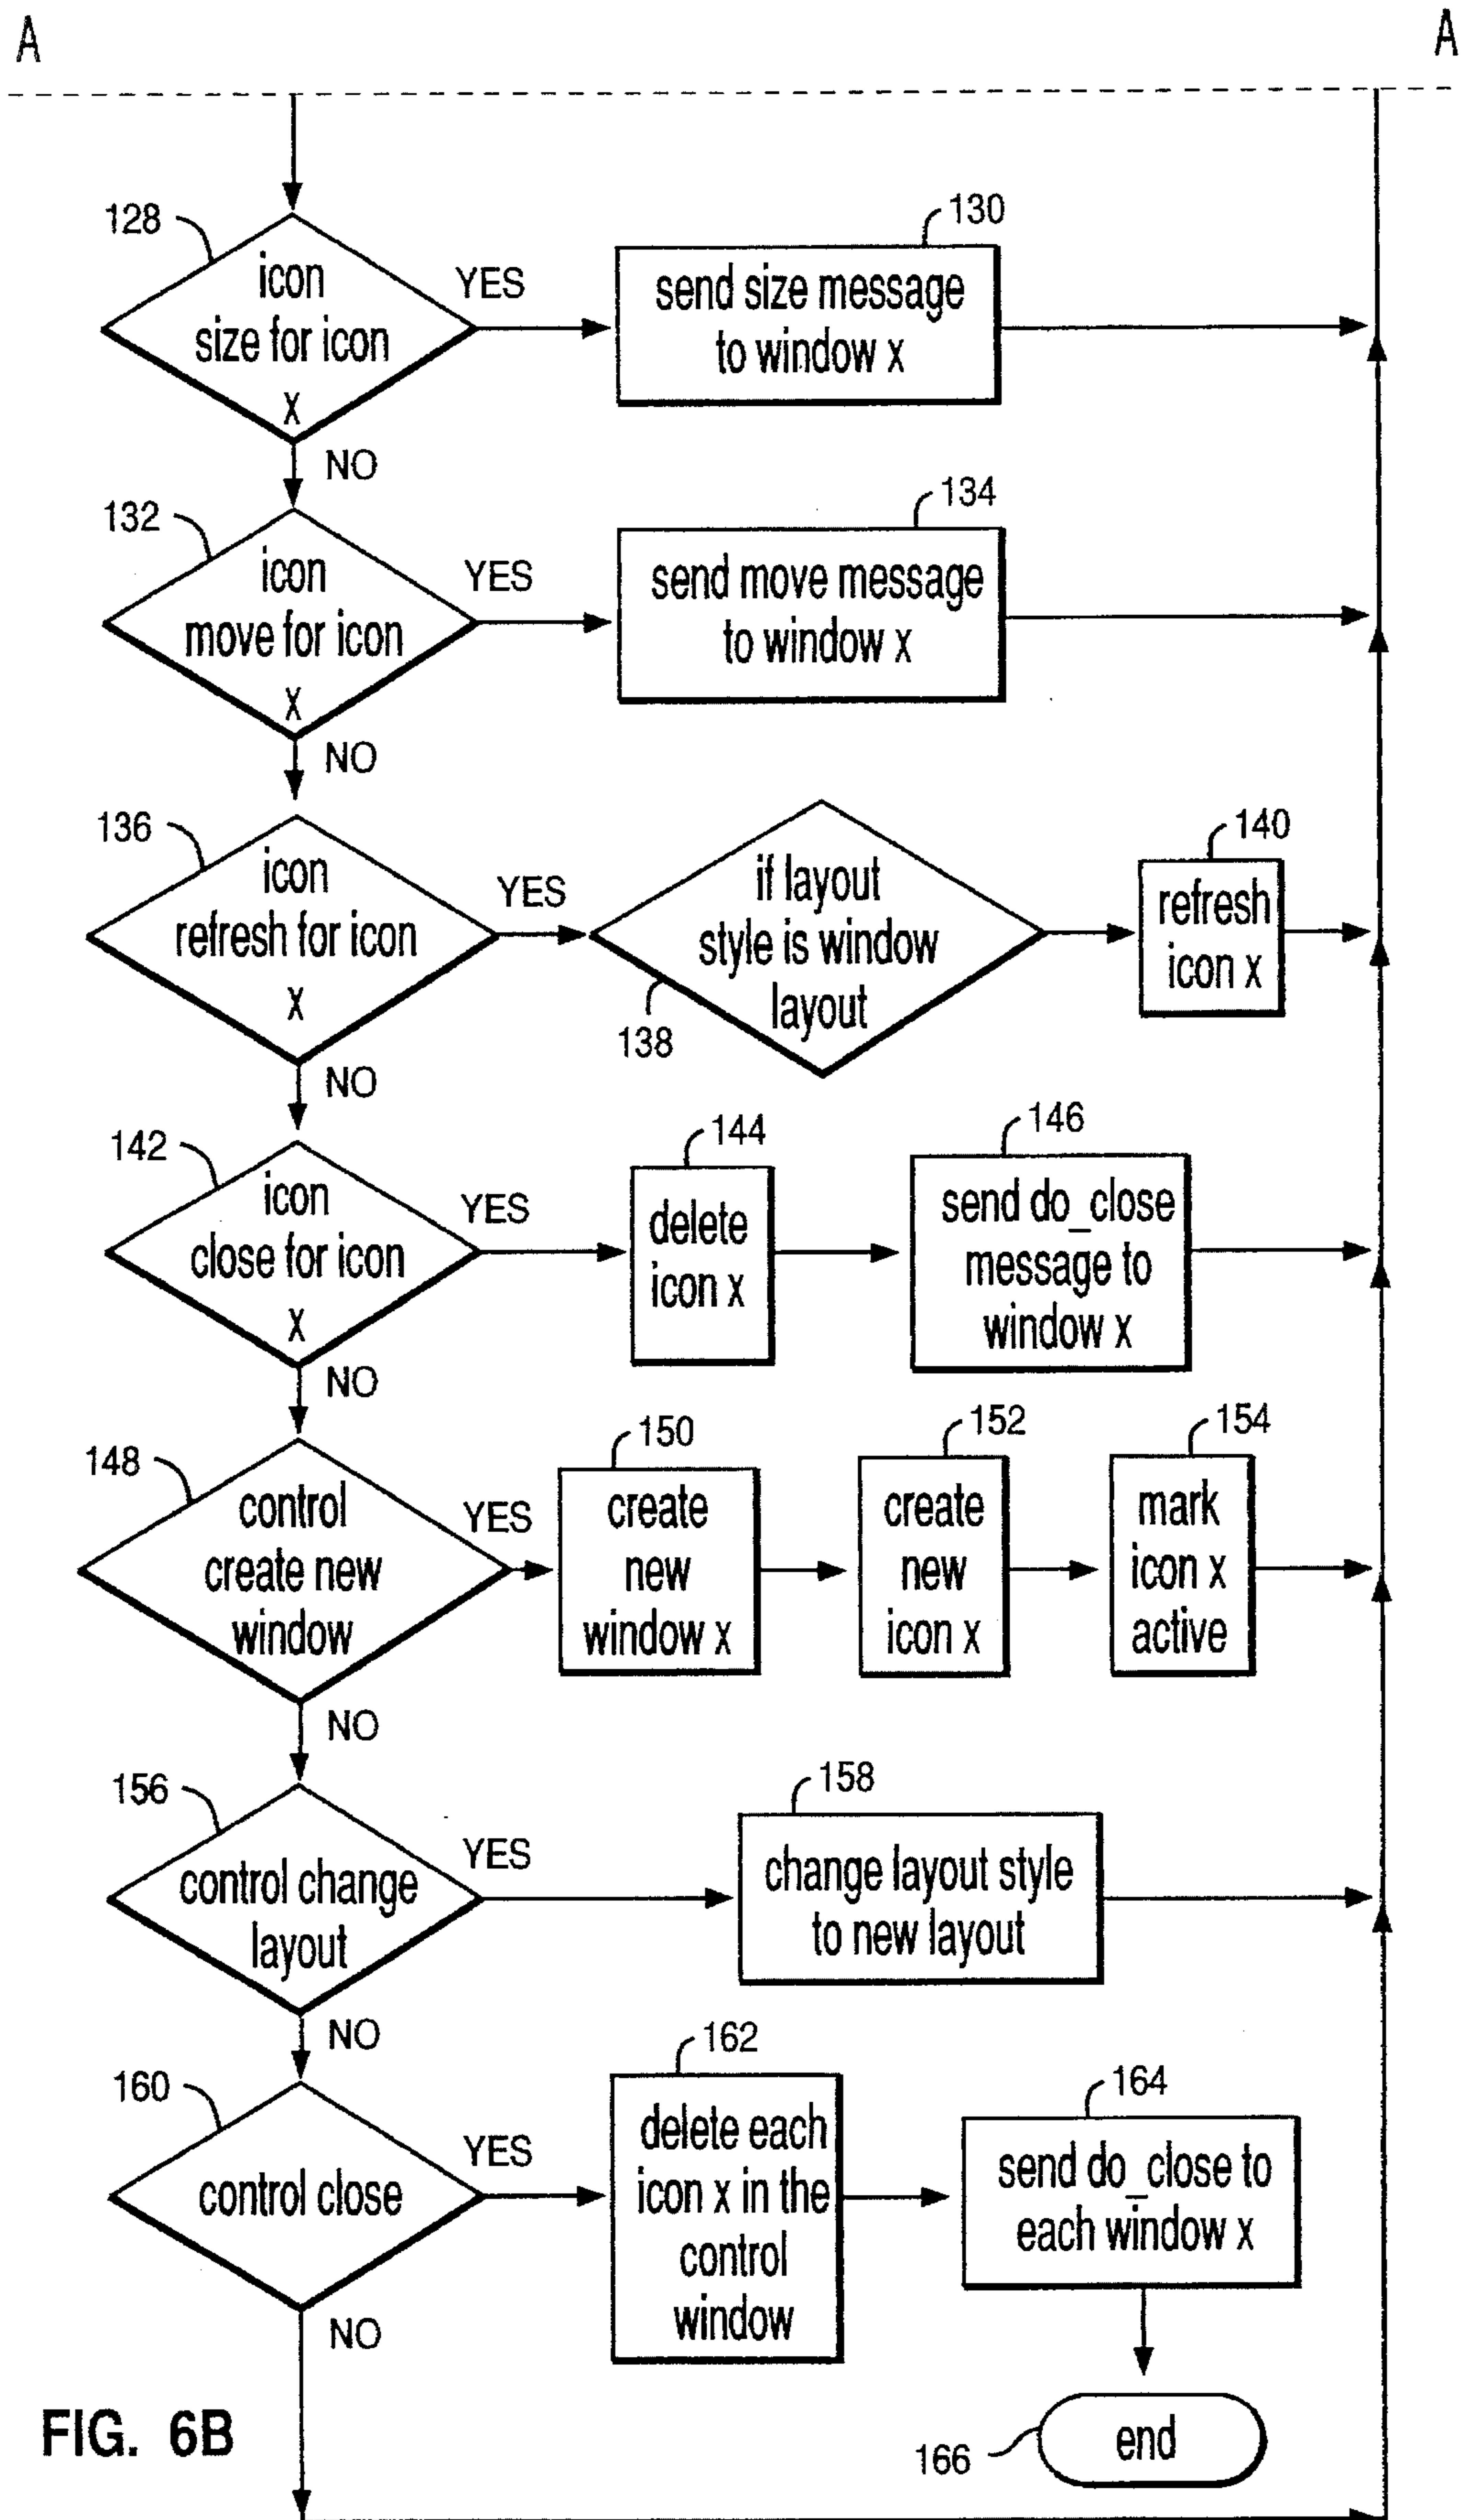 A
A
128
icon
size for icon
x
YES
130
send size message
to window x
NO
132
icon
move for icon
x
YES
134
send move message
to window x
NO
136
icon
refresh for icon
x
YES
if layout
style is window
layout
138
140
refresh
icon x
NO
142
icon
close for icon
x
YES
144
delete
icon x
146
send do_close
message to
window x
NO
148
control
create new
window
YES
150
create
new
window x
152
create
new
icon x
154
mark
icon x
active
NO
156
control change
layout
YES
158
change layout style
to new layout
NO
160
control close
YES
162
delete each
icon x in the
control
window
164
send do_close to
each window x
NO
166
end
FIG. 6B